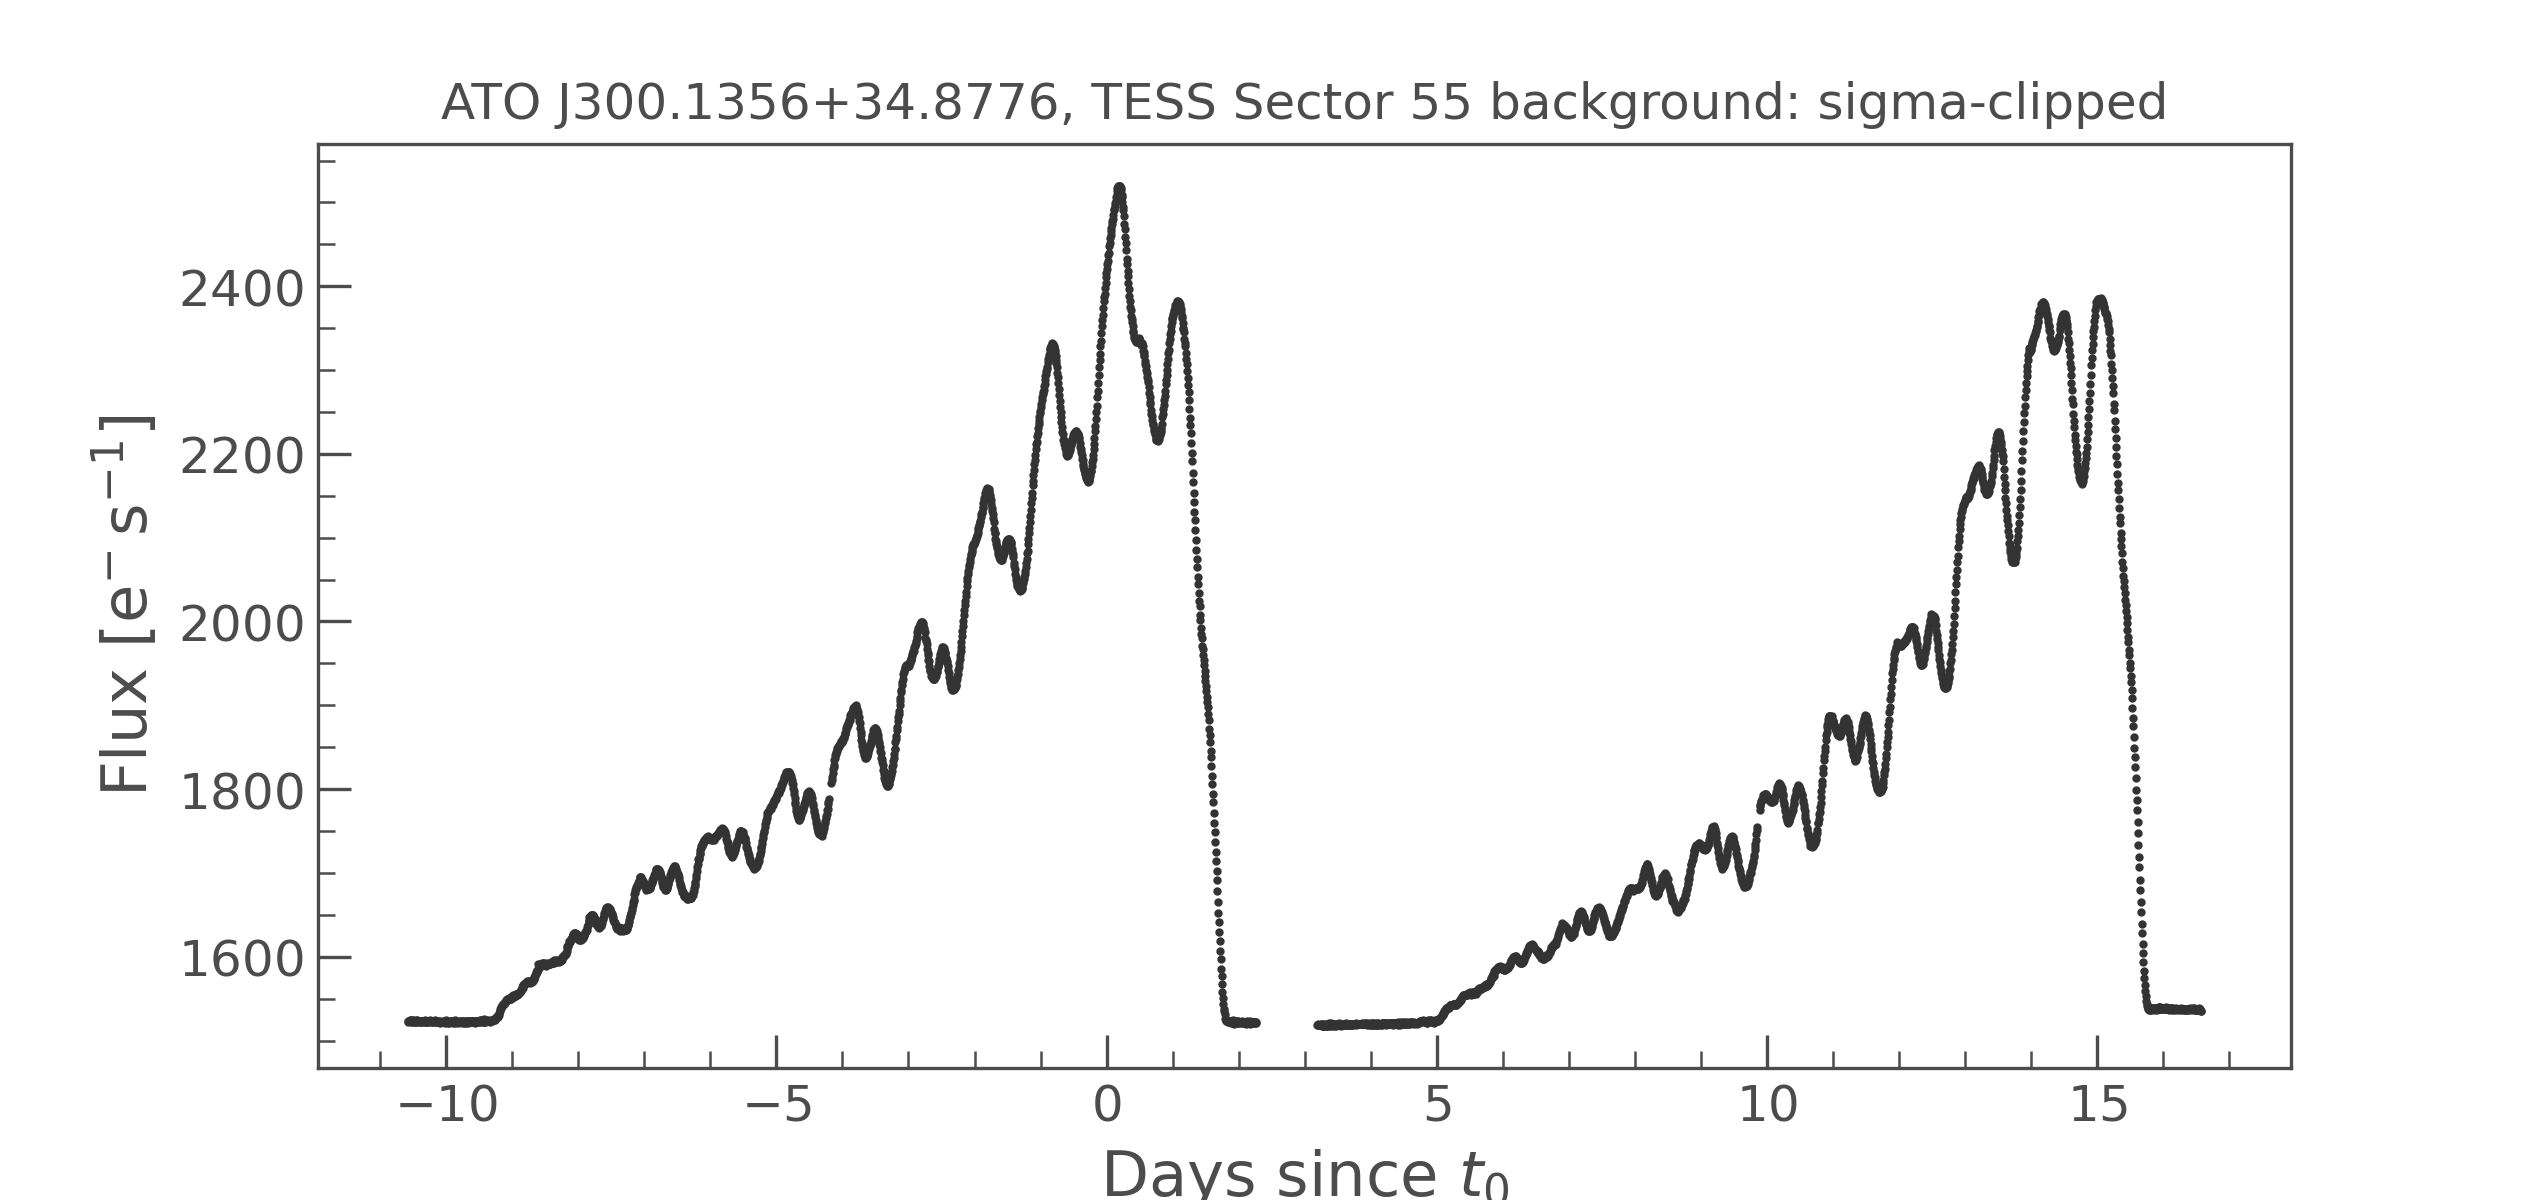 ATO J300.1356+34.8776, TESS Sector 55 background: sigma-clipped
Flux [e⁻ s⁻¹]
2400
2200
2000
1800
1600
−10 −5 0 5 10 15
Days since t₀